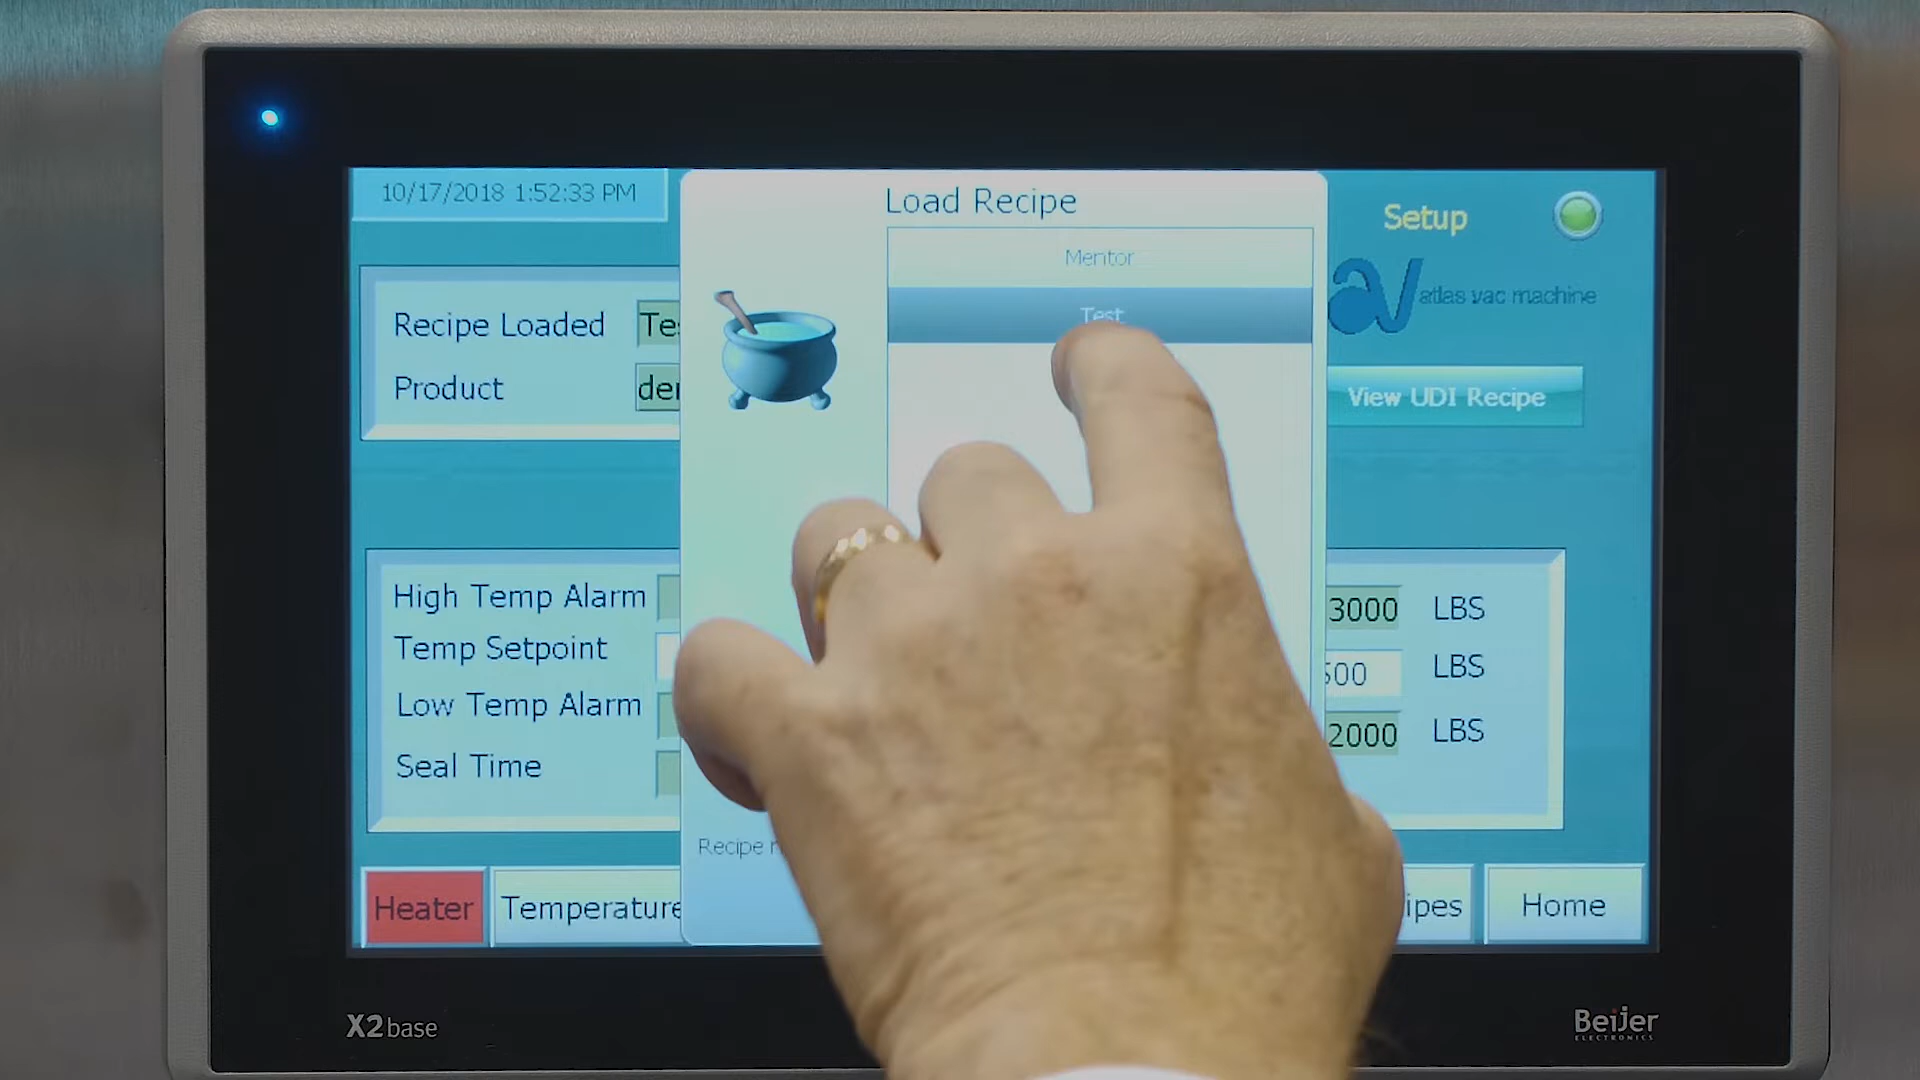 10/17/2018 1:52:33 PM
Load Recipe
Setup
Mentor
Test
atlas vac machine
Recipe Loaded
Product
View UDI Recipe
High Temp Alarm
3000 LBS
Temp Setpoint
500 LBS
Low Temp Alarm
2000 LBS
Seal Time
Recipe
Heater
Temperature
Home
X2 base
Beijer
ELECTRONICS